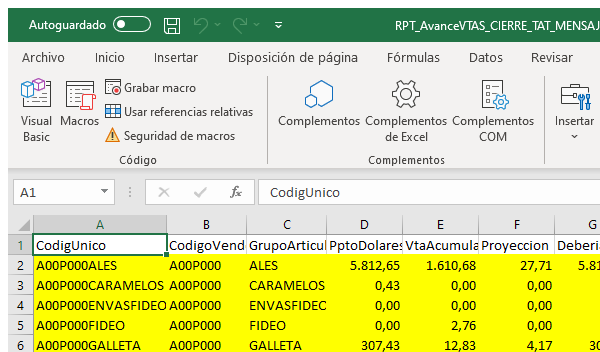 Autoguardado RPT_AvanceVTAS_CIERRE_TAT_MENSAJ
Archivo Inicio Insertar Disposición de página Fórmulas Datos Revisar
Visual Basic
Macros
Grabar macro
Usar referencias relativas
Seguridad de macros
Código
Complementos
Complementos de Excel
Complementos COM
Complementos
Insertar
A1 fx CodigUnico
A B C D E F G
1 CodigUnico CodigoVend GrupoArticul PptoDolares VtaAcumula Proyeccion Deberia
2 A00P000ALES A00P000 ALES 5.812,65 1.610,68 27,71 5.81
3 A00P000CARAMELOS A00P000 CARAMELOS 0,43 0,00 0,00
4 A00P000ENVASFIDEO A00P000 ENVASFIDEO 0,00 0,00 0,00
5 A00P000FIDEO A00P000 FIDEO 0,00 2,76 0,00
6 A00P000GALLETA A00P000 GALLETA 307,43 12,83 4,17 30